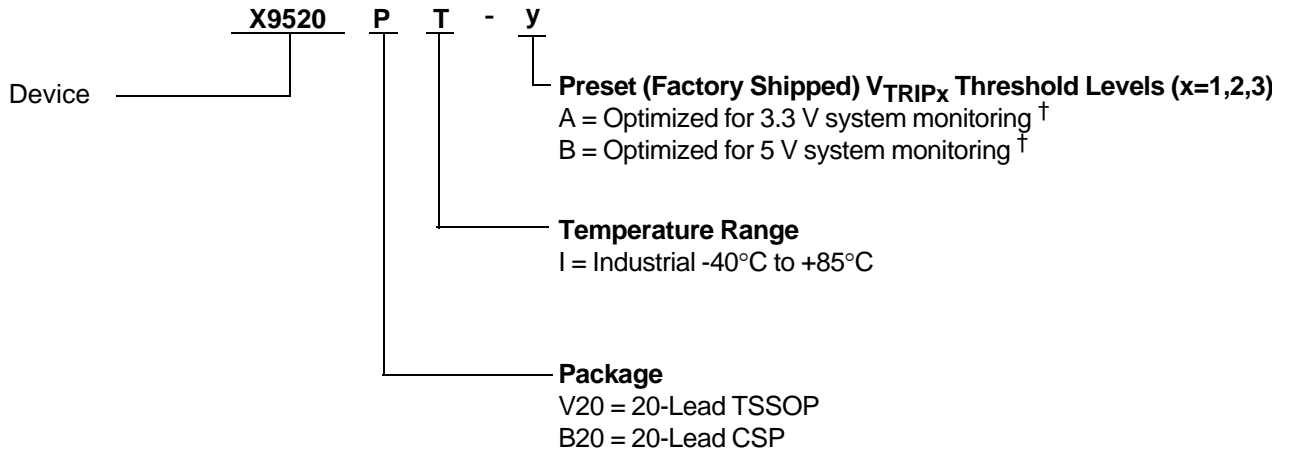 X9520 P T - y
Device
Preset (Factory Shipped) VTRIPx Threshold Levels (x=1,2,3)
A = Optimized for 3.3 V system monitoring †
B = Optimized for 5 V system monitoring †
Temperature Range
I = Industrial -40°C to +85°C
Package
V20 = 20-Lead TSSOP
B20 = 20-Lead CSP